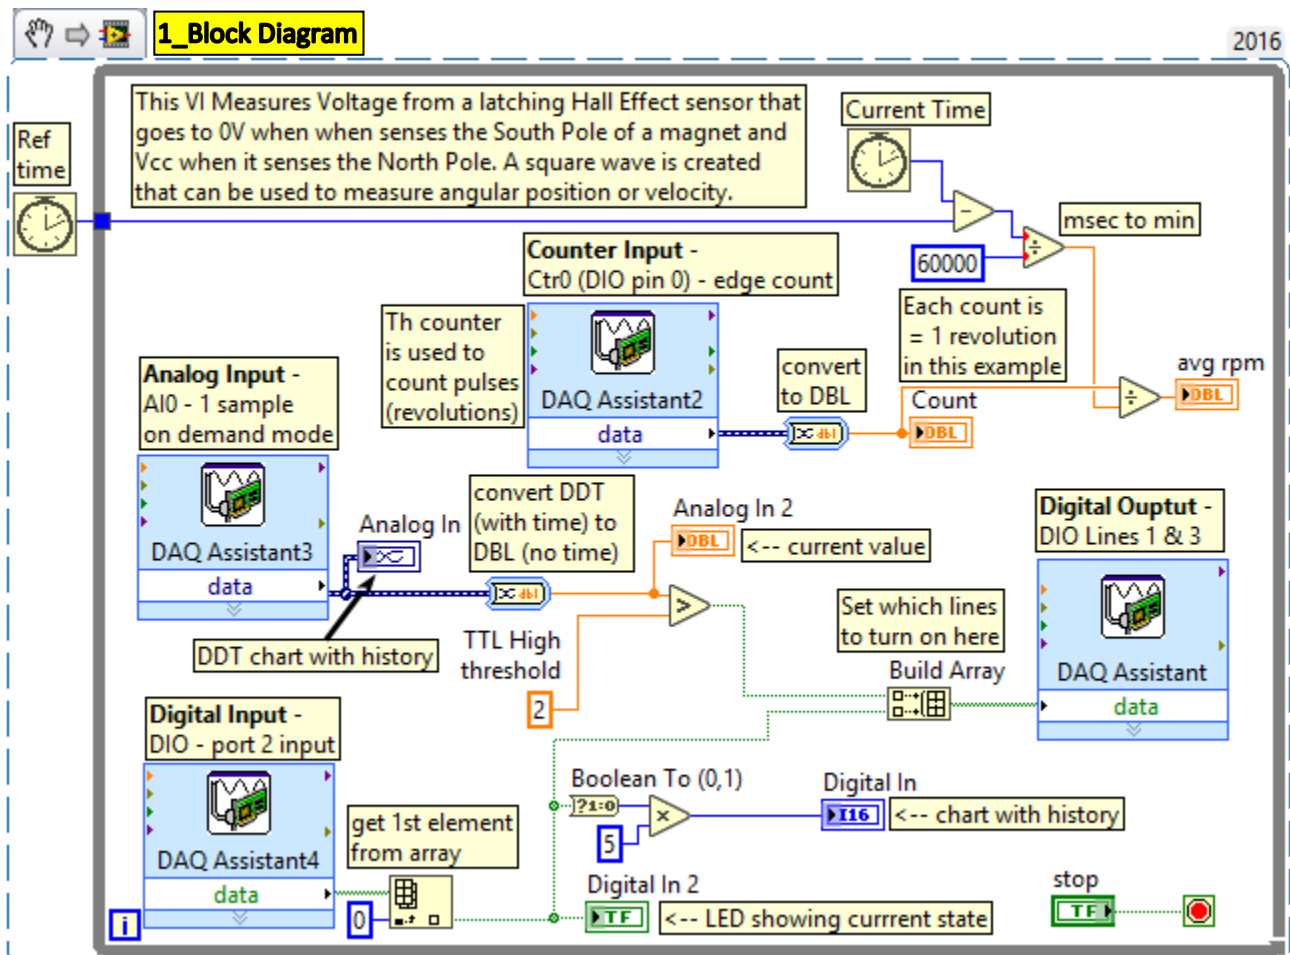 1_Block Diagram
2016
This VI Measures Voltage from a latching Hall Effect sensor that
goes to 0V when when senses the South Pole of a magnet and
Vcc when it senses the North Pole. A square wave is created
that can be used to measure angular position or velocity.
Current Time
Ref
time
msec to min
60000
Counter Input -
Ctr0 (DIO pin 0) - edge count
Each count is
= 1 revolution
in this example
Th counter
is used to
count pulses
(revolutions)
DAQ Assistant2
data
convert
to DBL
Count
DBL
avg rpm
DBL
Analog Input -
AI0 - 1 sample
on demand mode
DAQ Assistant3
data
Analog In
convert DDT
(with time) to
DBL (no time)
dbl
dbl
Analog In 2
DBL
<-- current value
DDT chart with history
TTL High
threshold
2
>
Digital Ouptut -
DIO Lines 1 & 3
Set which lines
to turn on here
Build Array
DAQ Assistant
data
Digital Input -
DIO - port 2 input
DAQ Assistant4
data
get 1st element
from array
0
Boolean To (0,1)
?1:0
5
Digital In
I16
<-- chart with history
Digital In 2
TF
<-- LED showing currrent state
stop
TF
i